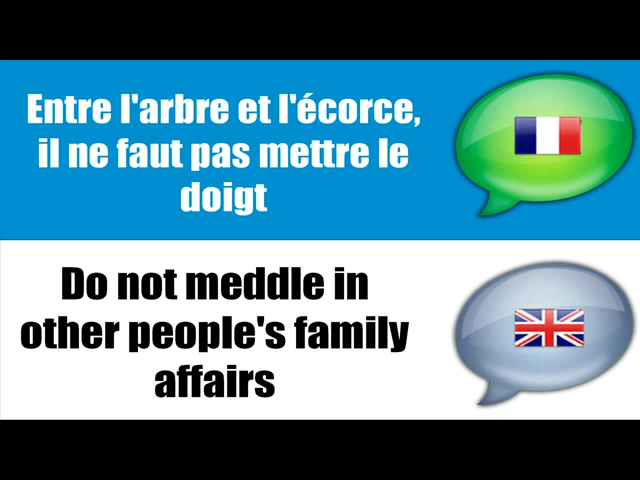 Entre l'arbre et l'écorce,
il ne faut pas mettre le
doigt
Do not meddle in
other people's family
affairs